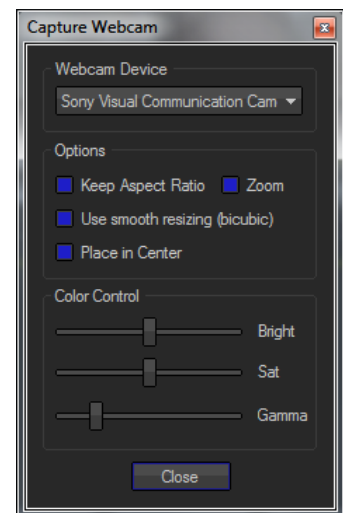 Capture Webcam
Webcam Device
Sony Visual Communication Cam
Options
Keep Aspect Ratio Zoom
Use smooth resizing (bicubic)
Place in Center
Color Control
Bright
Sat
Gamma
Close